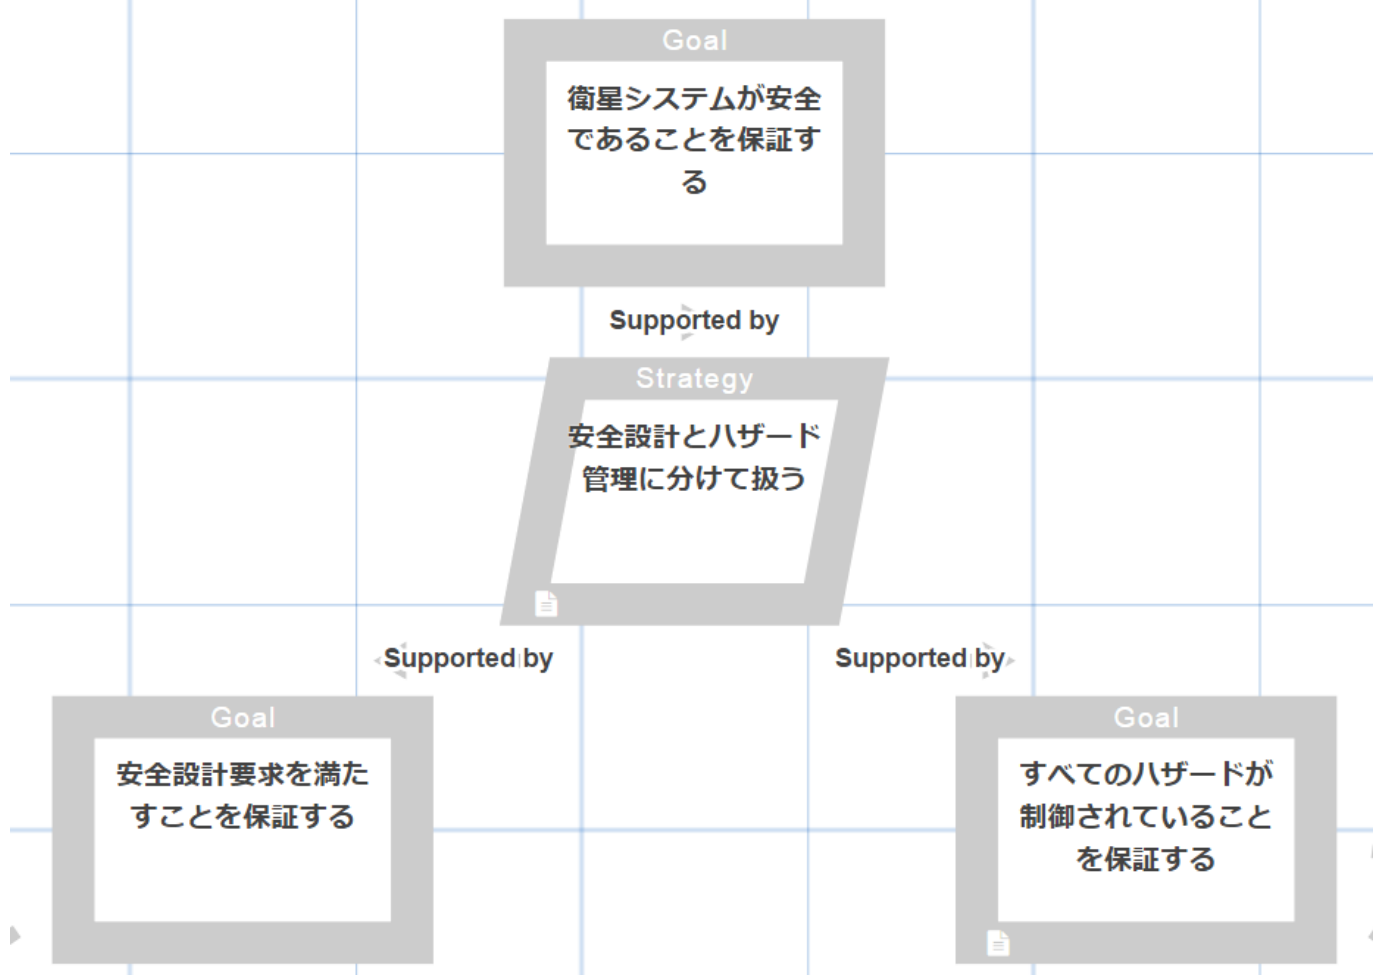 Goal
衛星システムが安全
であることを保証す
る
Supported by
Strategy
安全設計とハザード
管理に分けて扱う
Supported by
Supported by
Goal
安全設計要求を満た
すことを保証する
Goal
すべてのハザードが
制御されていること
を保証する